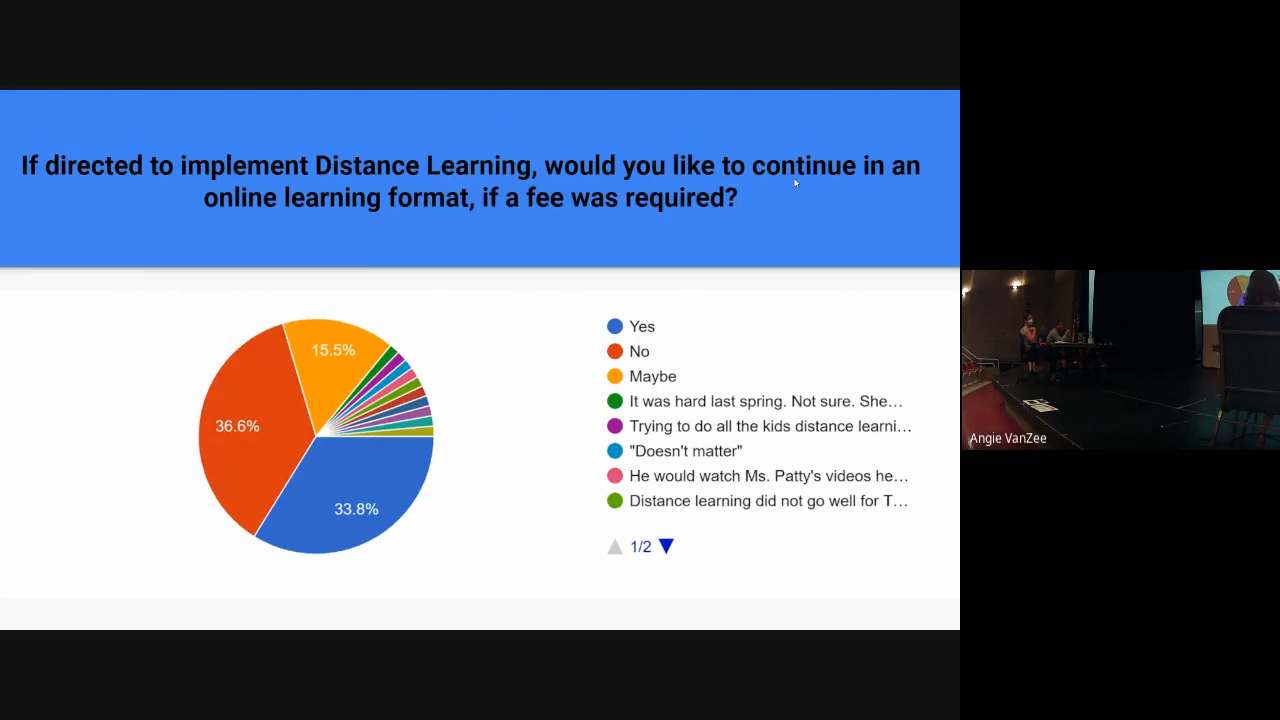 If directed to implement Distance Learning, would you like to continue in an
online learning format, if a fee was required?
15.5%
36.6%
33.8%
Yes
No
Maybe
It was hard last spring. Not sure. She…
Trying to do all the kids distance learni…
"Doesn't matter"
He would watch Ms. Patty's videos he…
Distance learning did not go well for T…
1/2
Angie VanZee